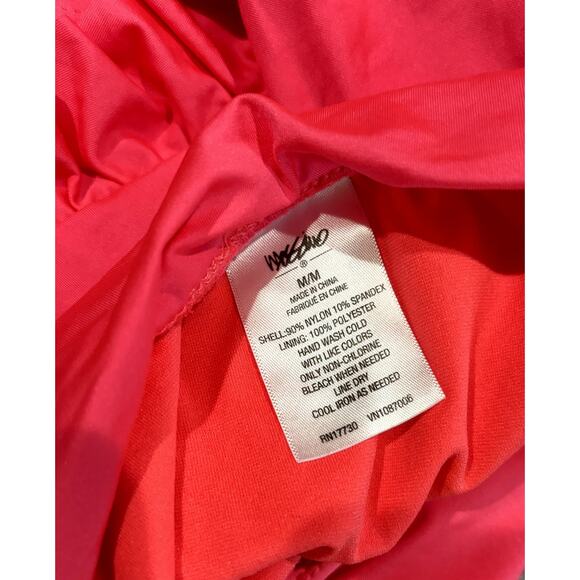 Mossimo
®
M/M
MADE IN CHINA
FABRIQUÉ EN CHINE
SHELL:90% NYLON 10% SPANDEX
LINING: 100% POLYESTER
HAND WASH COLD
WITH LIKE COLORS
ONLY NON-CHLORINE
BLEACH WHEN NEEDED
LINE DRY
COOL IRON AS NEEDED
RN17730 VN1087006